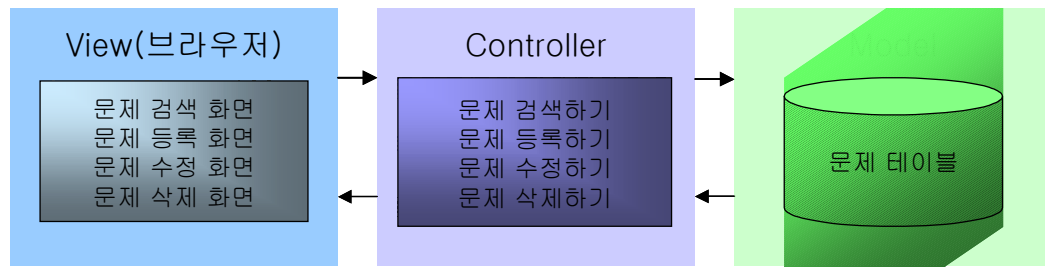 View(브라우저)
문제 검색 화면
문제 등록 화면
문제 수정 화면
문제 삭제 화면
Controller
문제 검색하기
문제 등록하기
문제 수정하기
문제 삭제하기
Model
문제 테이블